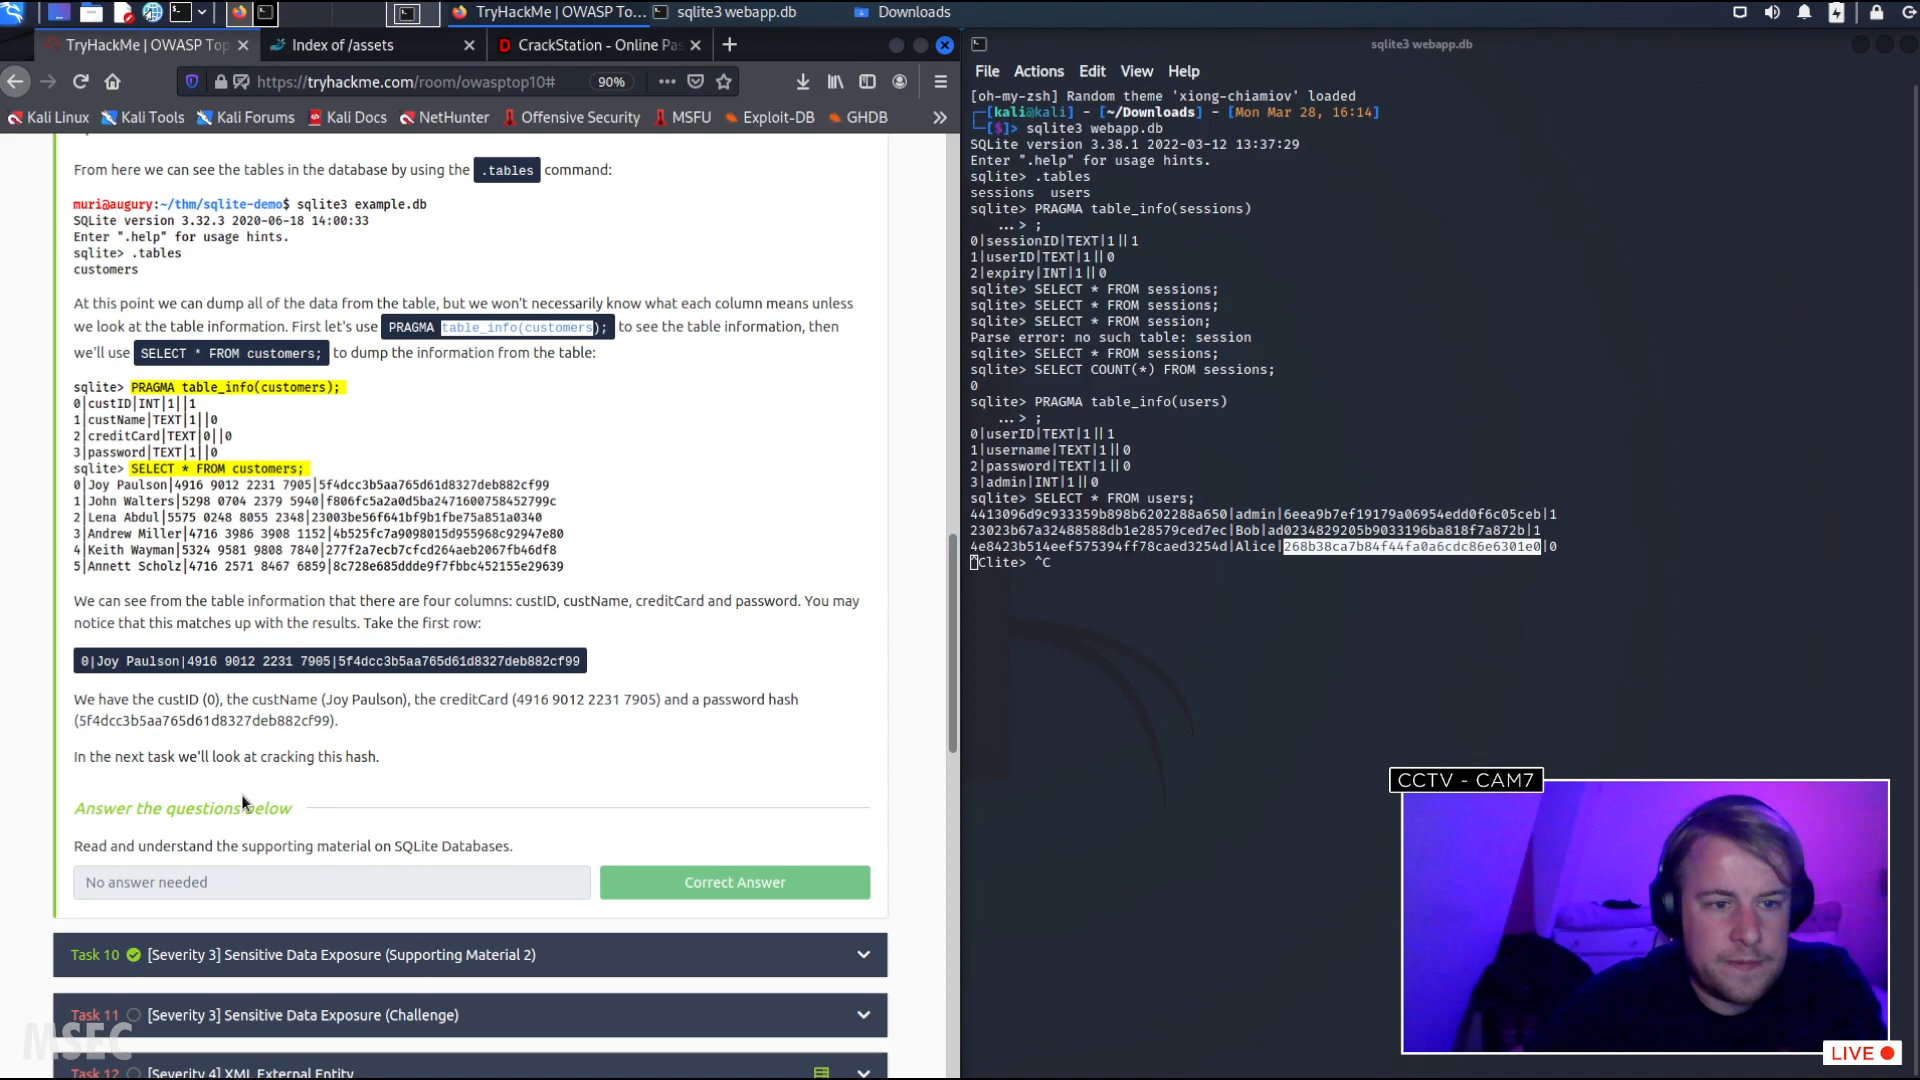 TryHackMe | OWASP To...
sqlite3 webapp.db
Downloads
TryHackMe | OWASP Top
Index of /assets
CrackStation - Online Pas
https://tryhackme.com/room/owasptop10#
90%
Kali Linux
Kali Tools
Kali Forums
Kali Docs
NetHunter
Offensive Security
MSFU
Exploit-DB
GHDB
From here we can see the tables in the database by using the .tables command:
muri@augury:~/thm/sqlite-demo$ sqlite3 example.db
SQLite version 3.32.3 2020-06-18 14:00:33
Enter ".help" for usage hints.
sqlite> .tables
customers
At this point we can dump all of the data from the table, but we won't necessarily know what each column means unless
we look at the table information. First let's use PRAGMA table_info(customers); to see the table information, then
we'll use SELECT * FROM customers; to dump the information from the table:
sqlite> PRAGMA table_info(customers);
0|custID|INT|1||1
1|custName|TEXT|1||0
2|creditCard|TEXT|0||0
3|password|TEXT|1||0
sqlite> SELECT * FROM customers;
0|Joy Paulson|4916 9012 2231 7905|5f4dcc3b5aa765d61d8327deb882cf99
1|John Walters|5298 0704 2379 5940|f806fc5a2a0d5ba2471600758452799c
2|Lena Abdul|5575 0248 8055 2348|23003be56f641bf9b1fbe75a851a0340
3|Andrew Miller|4716 3986 3908 1152|4b525fc7a9098015d955968c92947e80
4|Keith Wayman|5324 9581 9808 7840|277f2a7ecb7cfcd264aeb2067fb46df8
5|Annett Scholz|4716 2571 8467 6859|8c728e685ddde9f7fbbc452155e29639
We can see from the table information that there are four columns: custID, custName, creditCard and password. You may
notice that this matches up with the results. Take the first row:
0|Joy Paulson|4916 9012 2231 7905|5f4dcc3b5aa765d61d8327deb882cf99
We have the custID (0), the custName (Joy Paulson), the creditCard (4916 9012 2231 7905) and a password hash
(5f4dcc3b5aa765d61d8327deb882cf99).
In the next task we'll look at cracking this hash.
Answer the questions below
Read and understand the supporting material on SQLite Databases.
No answer needed
Correct Answer
Task 10 [Severity 3] Sensitive Data Exposure (Supporting Material 2)
Task 11 [Severity 3] Sensitive Data Exposure (Challenge)
Task 12 [Severity 4] XML External Entity
MSEC
sqlite3 webapp.db
File Actions Edit View Help
[oh-my-zsh] Random theme 'xiong-chiamiov' loaded
[kali@kali] - [~/Downloads] - [Mon Mar 28, 16:14]
[$]> sqlite3 webapp.db
SQLite version 3.38.1 2022-03-12 13:37:29
Enter ".help" for usage hints.
sqlite> .tables
sessions users
sqlite> PRAGMA table_info(sessions)
...> ;
0|sessionID|TEXT|1||1
1|userID|TEXT|1||0
2|expiry|INT|1||0
sqlite> SELECT * FROM sessions;
sqlite> SELECT * FROM sessions;
sqlite> SELECT * FROM session;
Parse error: no such table: session
sqlite> SELECT * FROM sessions;
sqlite> SELECT COUNT(*) FROM sessions;
0
sqlite> PRAGMA table_info(users)
...> ;
0|userID|TEXT|1||1
1|username|TEXT|1||0
2|password|TEXT|1||0
3|admin|INT|1||0
sqlite> SELECT * FROM users;
4413096d9c933359b898b6202288a650|admin|6eea9b7ef19179a06954edd0f6c05ceb|1
23023b67a32488588db1e28579ced7ec|Bob|ad0234829205b9033196ba818f7a872b|1
4e8423b514eef575394ff78caed3254d|Alice|268b38ca7b84f44fa0a6cdc86e6301e0|0
^Clite> ^C
CCTV - CAM7
LIVE